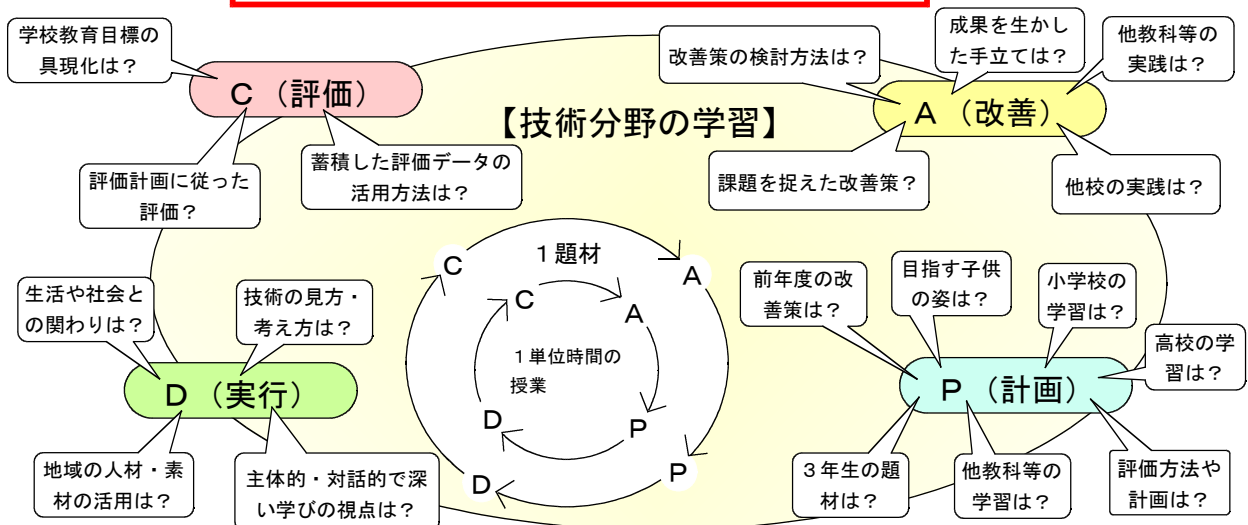 学校教育目標の
具現化は？
C（評価）
評価計画に従った
評価？
蓄積した評価データの
活用方法は？
【技術分野の学習】
改善策の検討方法は？
成果を生かし
た手立ては？
他教科等の
実践は？
A（改善）
課題を捉えた改善策？
他校の実践は？
生活や社会と
の関わりは？
技術の見方・
考え方は？
D（実行）
地域の人材・素
材の活用は？
主体的・対話的で深
い学びの視点は？
１題材
C
A
C
A
１単位時間の
授業
D
P
D
P
前年度の改
善策は？
目指す子供
の姿は？
小学校の
学習は？
高校の学
習は？
P（計画）
３年生の題
材は？
他教科等の
学習は？
評価方法や
計画は？